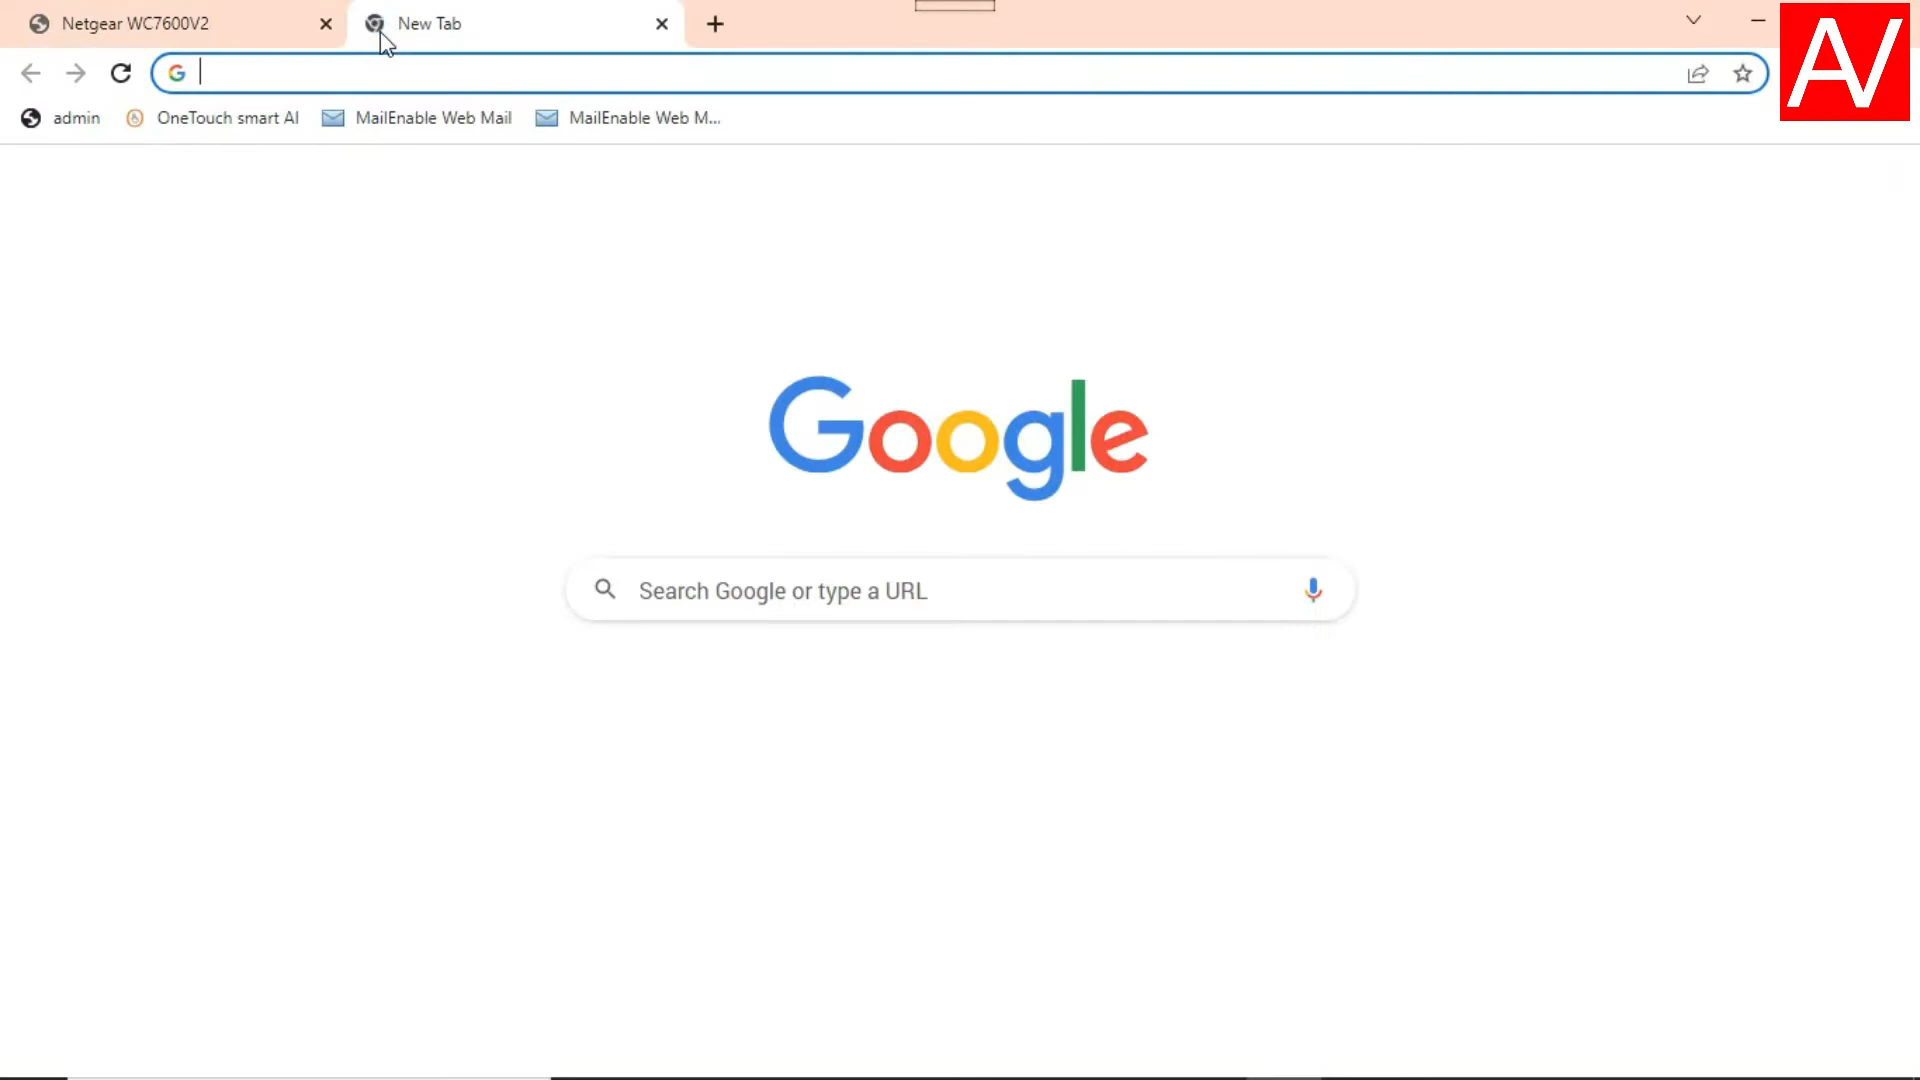 Netgear WC7600V2
New Tab
admin
OneTouch smart AI
MailEnable Web Mail
MailEnable Web M...
AV
Google
Search Google or type a URL